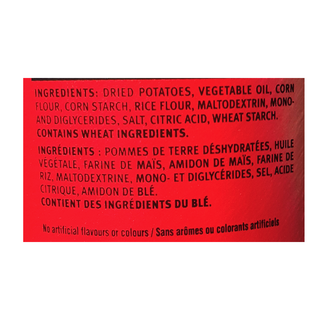 INGREDIENTS: DRIED POTATOES, VEGETABLE OIL, CORN
FLOUR, CORN STARCH, RICE FLOUR, MALTODEXTRIN, MONO-
AND DIGLYCERIDES, SALT, CITRIC ACID, WHEAT STARCH.
CONTAINS WHEAT INGREDIENTS.
INGRÉDIENTS : POMMES DE TERRE DÉSHYDRATÉES, HUILE
VÉGÉTALE, FARINE DE MAÏS, AMIDON DE MAÏS, FARINE DE
RIZ, MALTODEXTRINE, MONO- ET DIGLYCÉRIDES, SEL, ACIDE
CITRIQUE, AMIDON DE BLÉ.
CONTIENT DES INGRÉDIENTS DU BLÉ.
No artificial flavours or colours / Sans arômes ou colorants artificiels